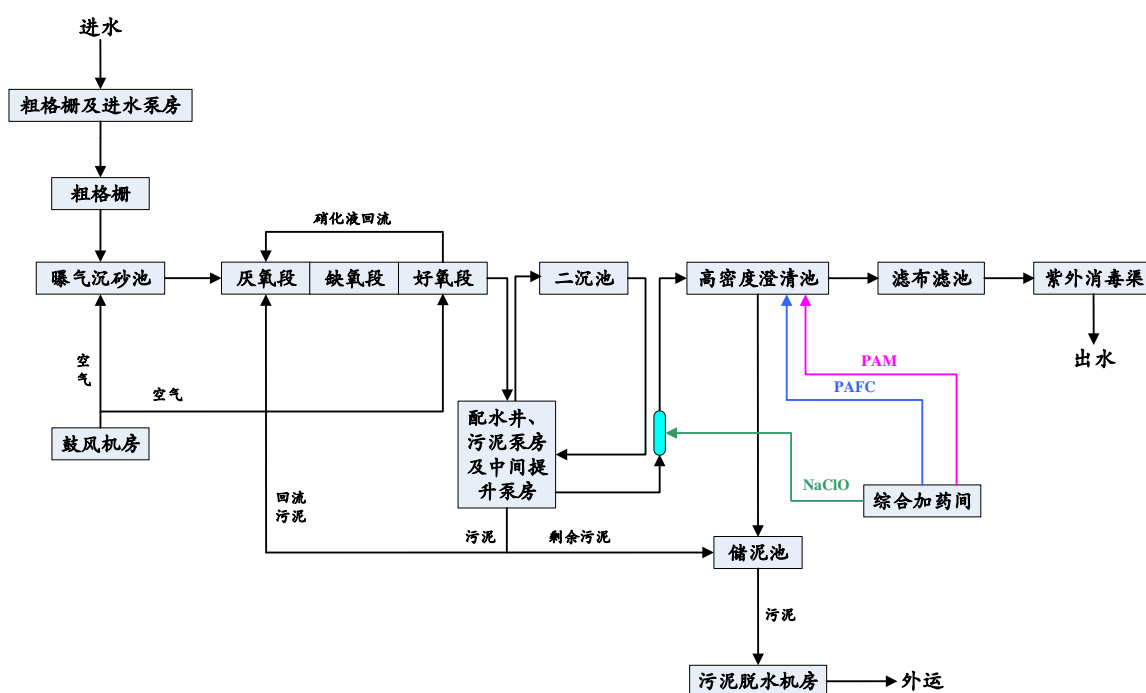 进水
粗格栅及进水泵房
粗格栅
硝化液回流
曝气沉砂池
厌氧段
缺氧段
好氧段
二沉池
高密度澄清池
滤布滤池
紫外消毒渠
出水
空
气
空气
PAM
PAFC
鼓风机房
配水井、
污泥泵房
及中间提
升泵房
NaClO
综合加药间
回流
污泥
污泥
剩余污泥
储泥池
污泥
污泥脱水机房
外运